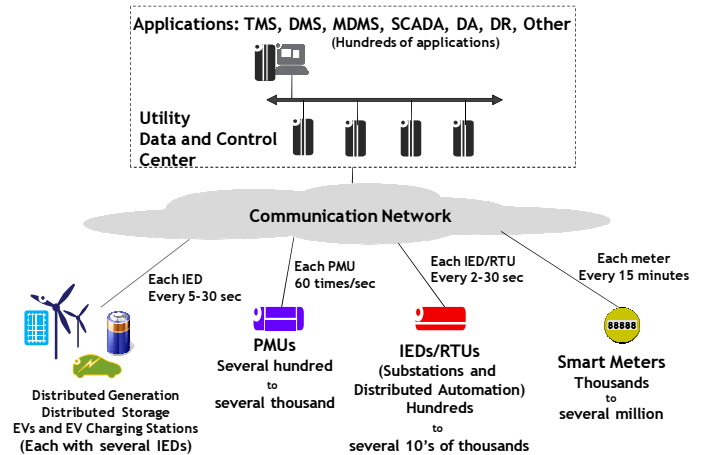 Applications: TMS, DMS, MDMS, SCADA, DA, DR, Other
(Hundreds of applications)
Utility
Data and Control
Center
Communication Network
Each IED
Every 5-30 sec
Each PMU
60 times/sec
Each IED/RTU
Every 2-30 sec
Each meter
Every 15 minutes
88888
Distributed Generation
Distributed Storage
EVs and EV Charging Stations
(Each with several IEDs)
PMUs
Several hundred
to
several thousand
IEDs/RTUs
(Substations and
Distributed Automation)
Hundreds
to
several 10's of thousands
Smart Meters
Thousands
to
several million